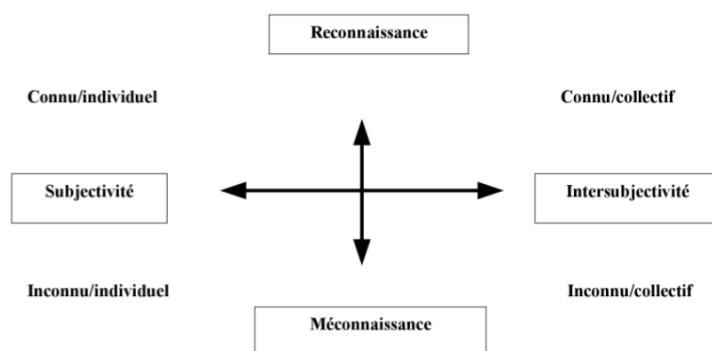 Reconnaissance
Connu/individuel
Connu/collectif
Subjectivité
Intersubjectivité
Inconnu/individuel
Inconnu/collectif
Méconnaissance